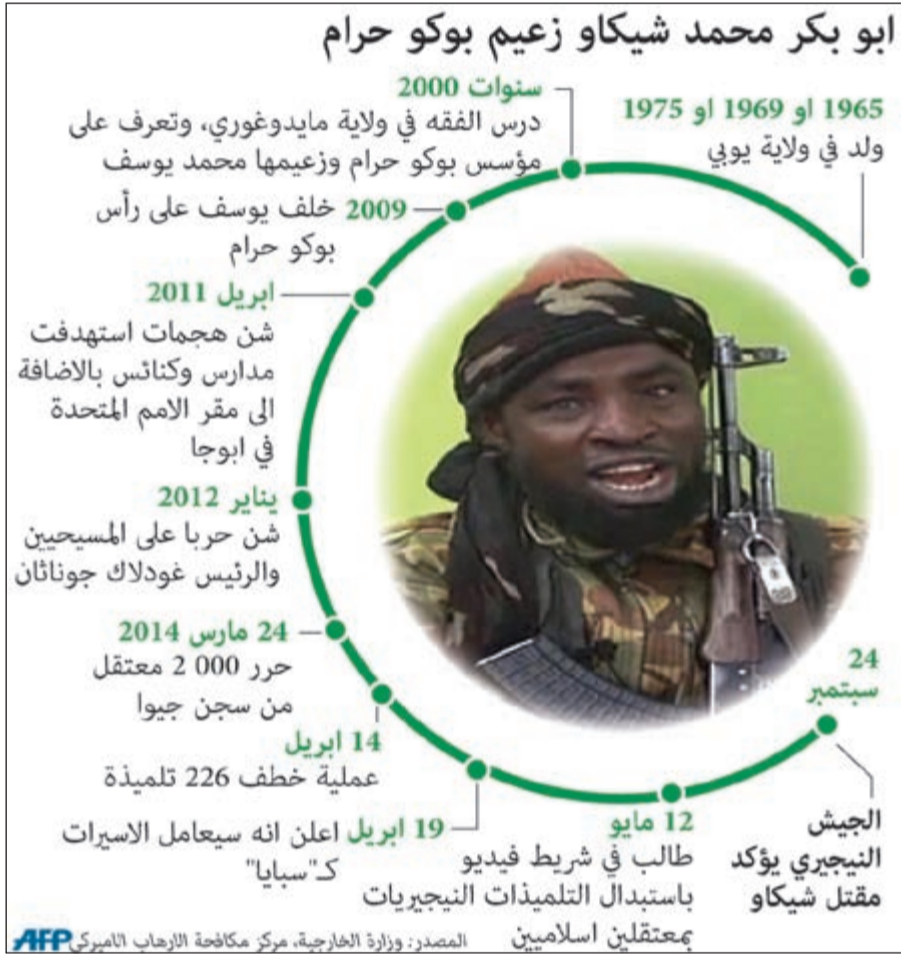 ابو بكر محمد شيكاو زعيم بوكو حرام
1965 او 1969 او 1975
ولد في ولاية يوبي
سنوات 2000
درس الفقه في ولاية مايدوغوري، وتعرف على
مؤسس بوكو حرام وزعيمها محمد يوسف
2009 خلف يوسف على رأس
بوكو حرام
ابريل 2011
شن هجمات استهدفت
مدارس وكنائس بالاضافة
الى مقر الامم المتحدة
في ابوجا
يناير 2012
شن حربا على المسيحيين
والرئيس غودلاك جوناثان
24 مارس 2014
حرر 000 2 معتقل
من سجن جيوا
14 ابريل
عملية خطف 226 تلميذة
19 ابريل اعلن انه سيعامل الاسيرات
كـ"سبايا"
12 مايو
طالب في شريط فيديو
باستبدال التلميذات النيجيريات
بمعتقلين اسلاميين
24
سبتمبر
الجيش
النيجيري يؤكد
مقتل شيكاو
المصدر: وزارة الخارجية، مركز مكافحة الارهاب الاميركي AFP